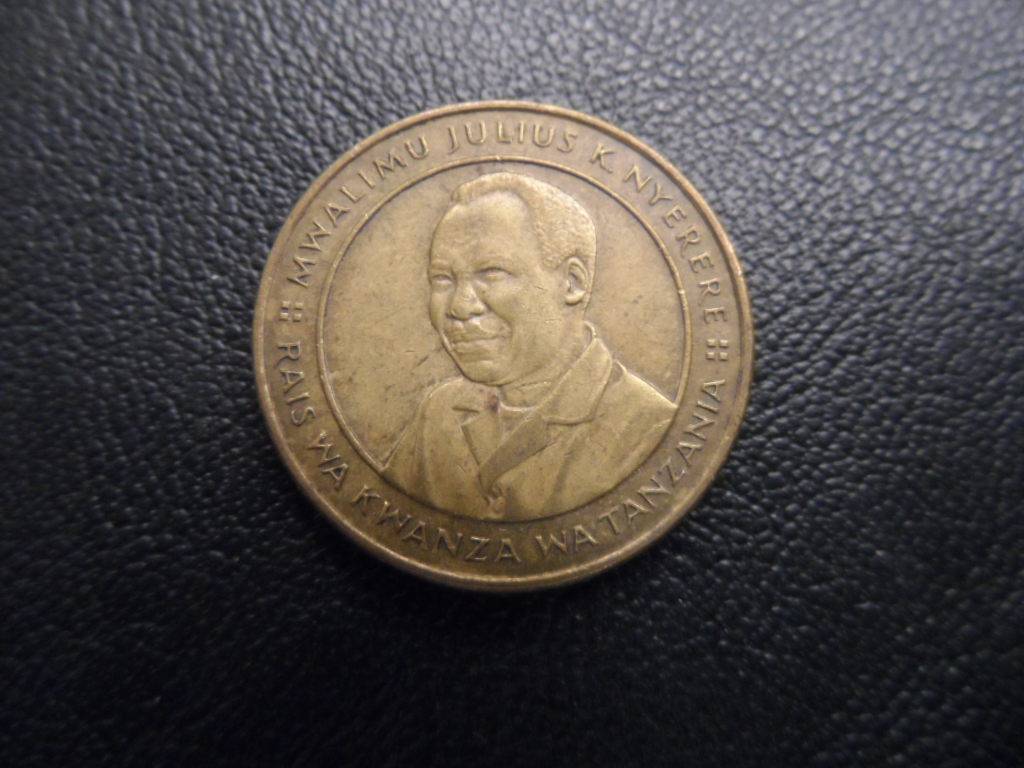 MWALIMU JULIUS K. NYERERE
RAIS WA KWANZA WA TANZANIA